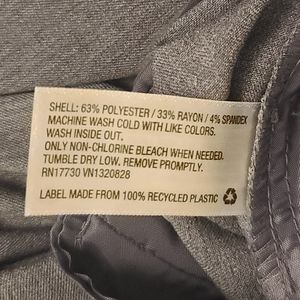 SHELL: 63% POLYESTER / 33% RAYON / 4% SPANDEX
MACHINE WASH COLD WITH LIKE COLORS.
WASH INSIDE OUT.
ONLY NON-CHLORINE BLEACH WHEN NEEDED.
TUMBLE DRY LOW. REMOVE PROMPTLY.
RN17730 VN1320828
LABEL MADE FROM 100% RECYCLED PLASTIC